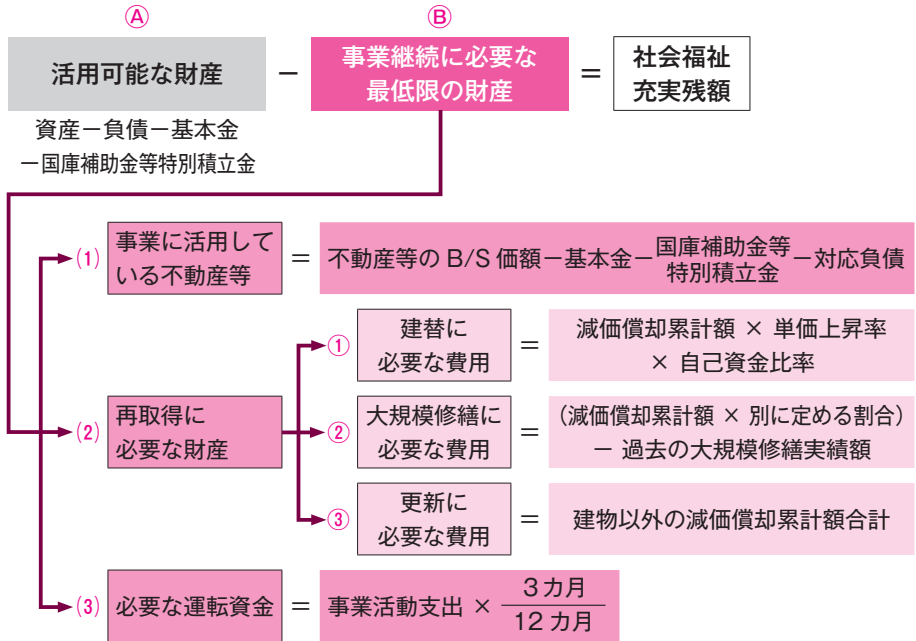 Ⓐ
Ⓑ
活用可能な財産
−
事業継続に必要な
最低限の財産
=
社会福祉
充実残額
資産−負債−基本金
−国庫補助金等特別積立金
(1)
事業に活用して
いる不動産等
=
不動産等の B/S 価額−基本金−国庫補助金等
特別積立金−対応負債
①
建替に
必要な費用
=
減価償却累計額 × 単価上昇率
× 自己資金比率
(2)
再取得に
必要な財産
②
大規模修繕に
必要な費用
=
(減価償却累計額 × 別に定める割合)
− 過去の大規模修繕実績額
③
更新に
必要な費用
=
建物以外の減価償却累計額合計
(3)
必要な運転資金
=
事業活動支出 ×
3カ月
12カ月